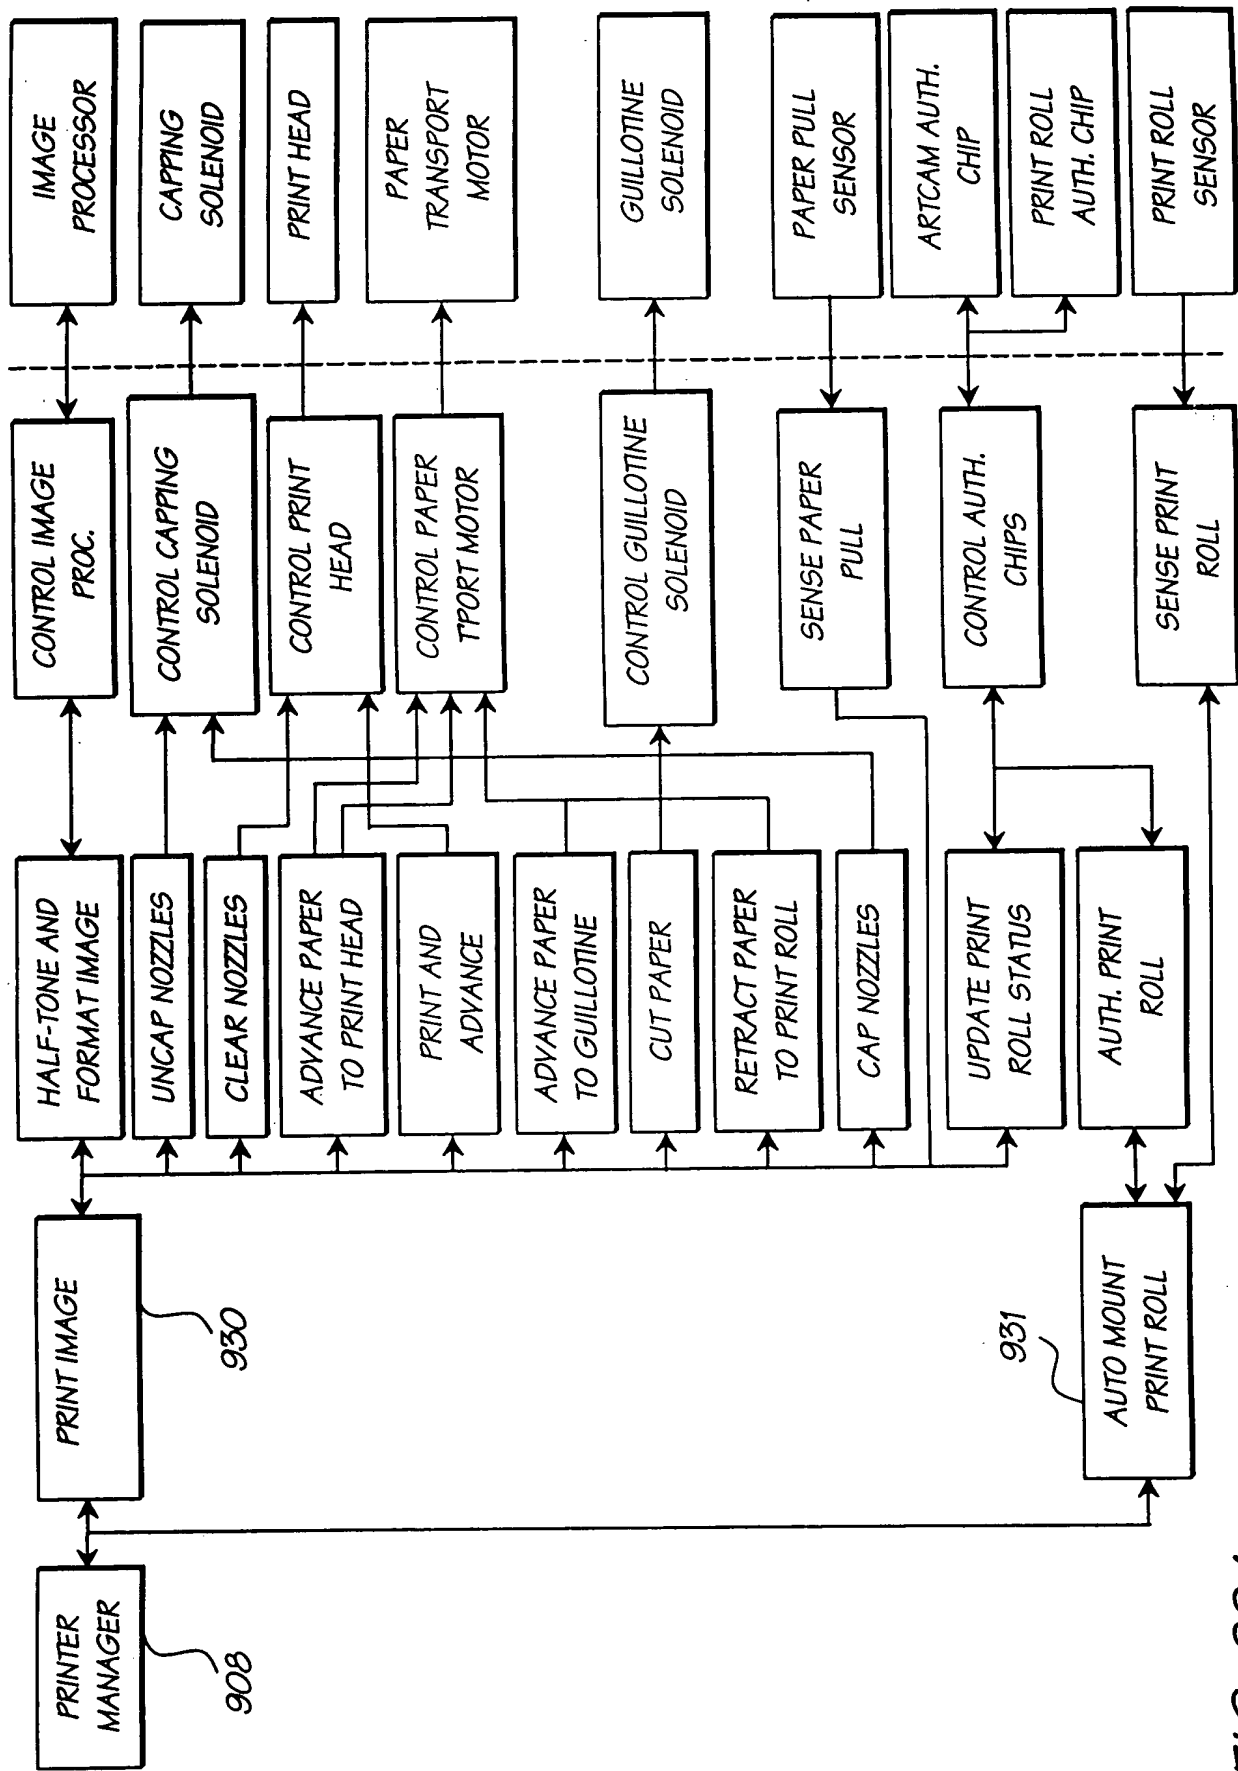 PRINTER
MANAGER
908
PRINT IMAGE
930
AUTO MOUNT
PRINT ROLL
931
HALF-TONE AND
FORMAT IMAGE
UNCAP NOZZLES
CLEAR NOZZLES
ADVANCE PAPER
TO PRINT HEAD
PRINT AND
ADVANCE
ADVANCE PAPER
TO GUILLOTINE
CUT PAPER
RETRACT PAPER
TO PRINT ROLL
CAP NOZZLES
UPDATE PRINT
ROLL STATUS
AUTH. PRINT
ROLL
CONTROL IMAGE
PROC.
CONTROL CAPPING
SOLENOID
CONTROL PRINT
HEAD
CONTROL PAPER
T'PORT MOTOR
CONTROL GUILLOTINE
SOLENOID
SENSE PAPER
PULL
CONTROL AUTH.
CHIPS
SENSE PRINT
ROLL
IMAGE
PROCESSOR
CAPPING
SOLENOID
PRINT HEAD
PAPER
TRANSPORT
MOTOR
GUILLOTINE
SOLENOID
PAPER PULL
SENSOR
ARTCAM AUTH.
CHIP
PRINT ROLL
AUTH. CHIP
PRINT ROLL
SENSOR